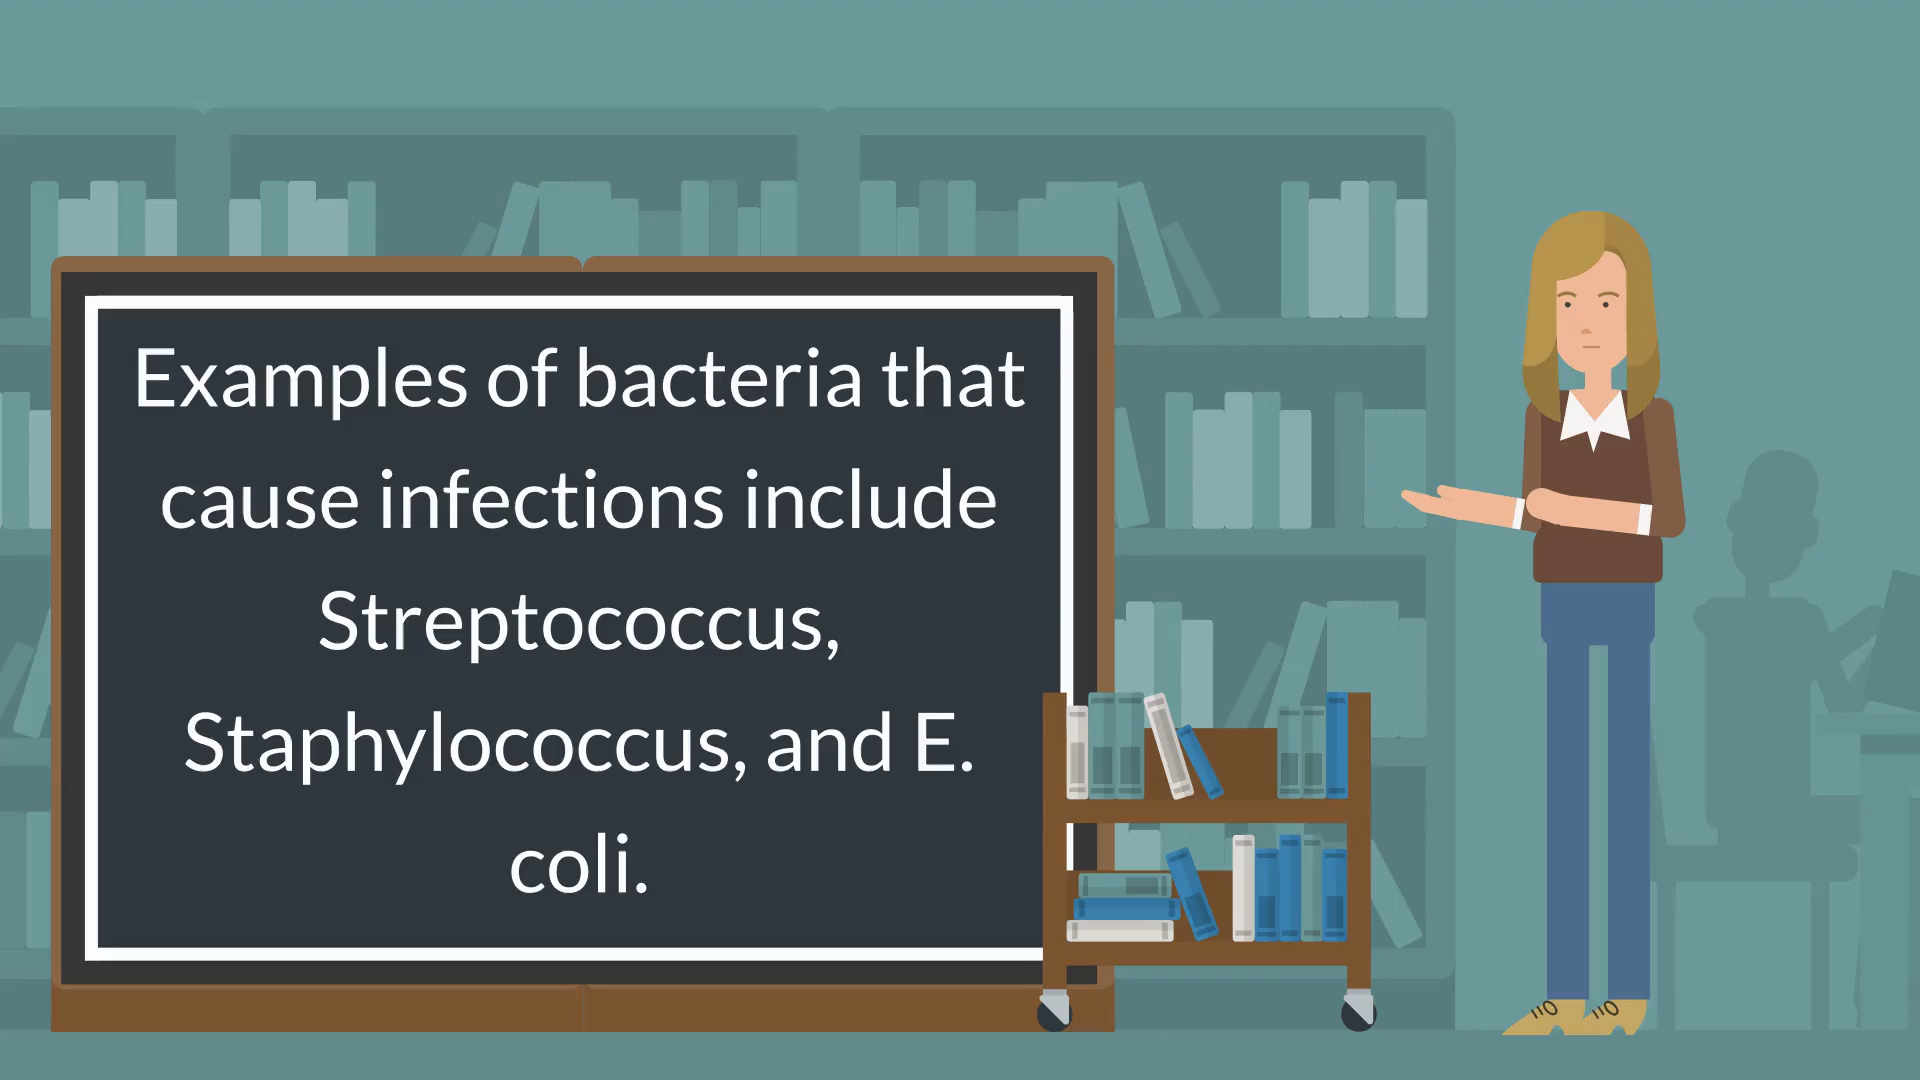 Examples of bacteria that
cause infections include
Streptococcus,
Staphylococcus, and E.
coli.